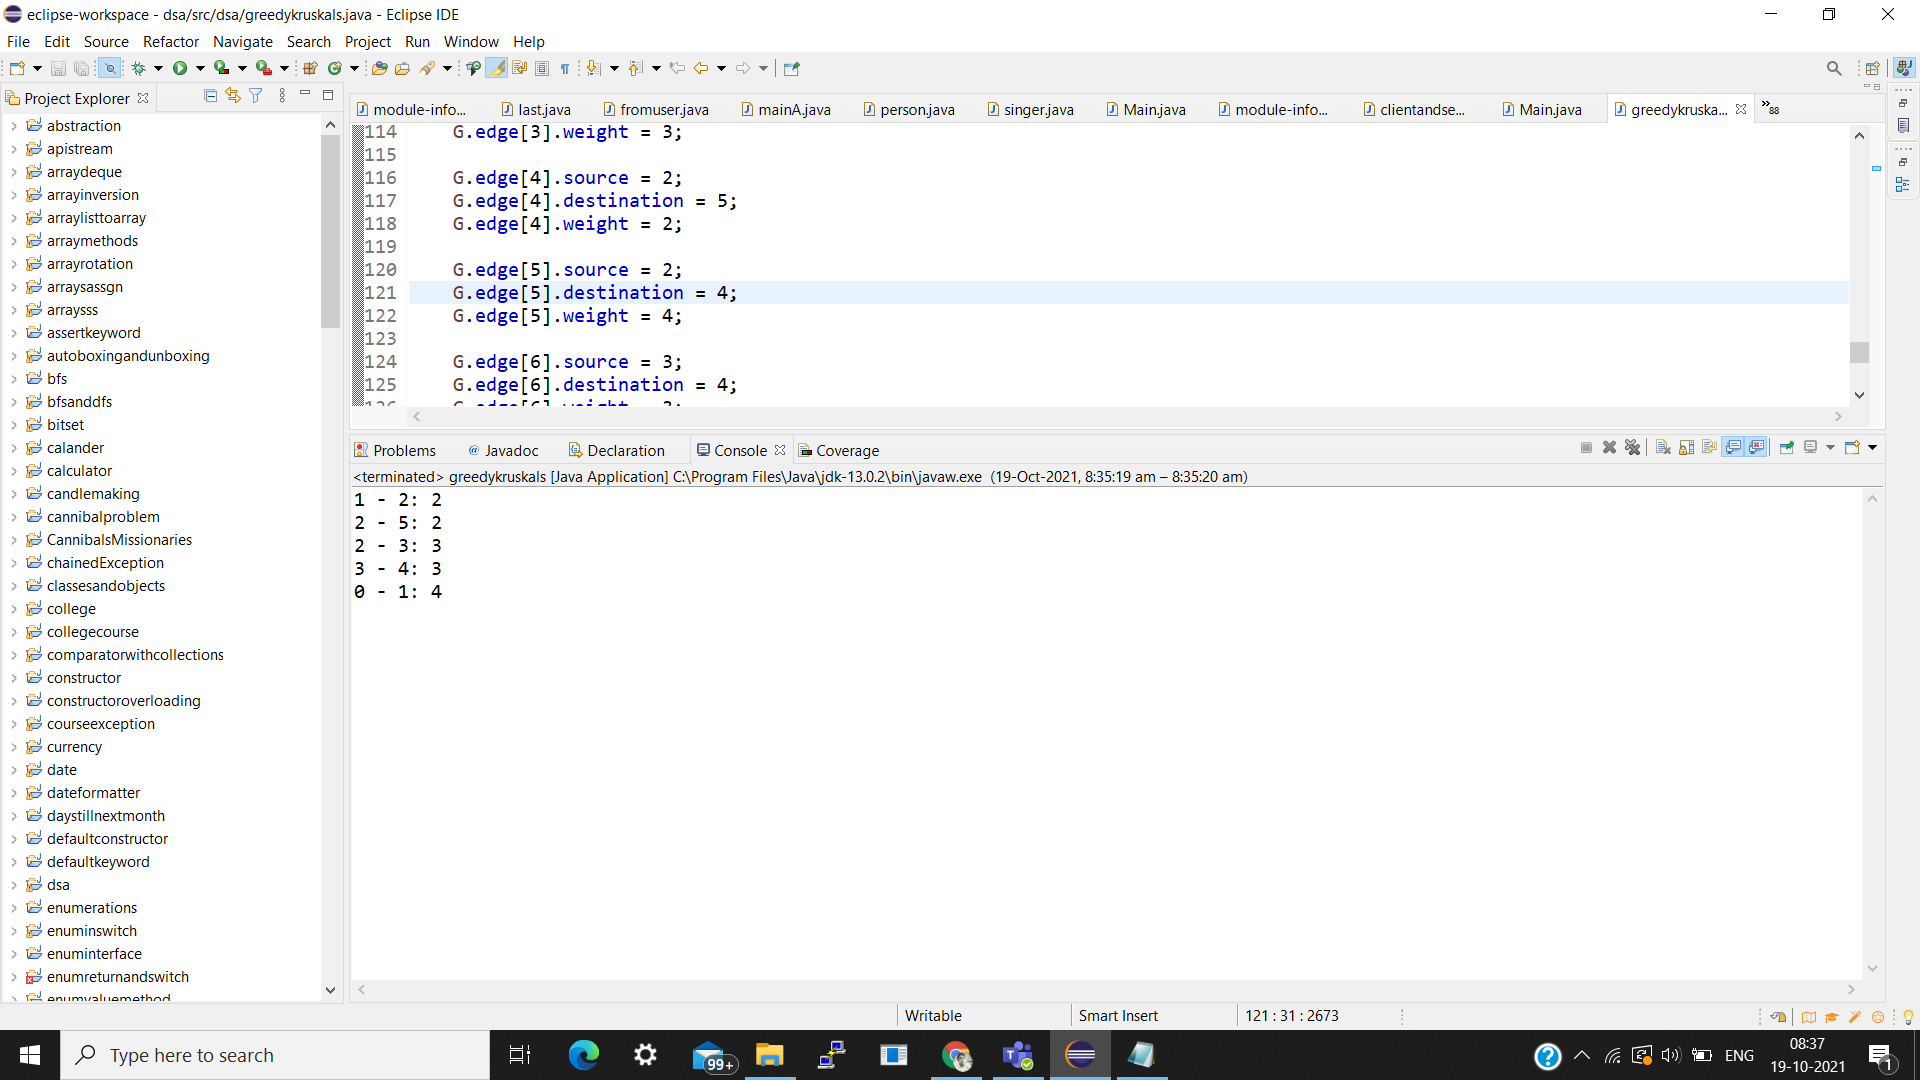 eclipse-workspace - dsa/src/dsa/greedykruskals.java - Eclipse IDE
File Edit Source Refactor Navigate Search Project Run Window Help
Project Explorer
abstraction
apistream
arraydeque
arrayinversion
arraylisttoarray
arraymethods
arrayrotation
arraysassgn
arraysss
assertkeyword
autoboxingandunboxing
bfs
bfsanddfs
bitset
calander
calculator
candlemaking
cannibalproblem
CannibalsMissionaries
chainedException
classesandobjects
college
collegecourse
comparatorwithcollections
constructor
constructoroverloading
courseexception
currency
date
dateformatter
daystillnextmonth
defaultconstructor
defaultkeyword
dsa
enumerations
enuminswitch
enuminterface
enumreturnandswitch
enumvaluemethod
module-info... last.java fromuser.java mainA.java person.java singer.java Main.java module-info... clientandse... Main.java greedykruska... »88
114 G.edge[3].weight = 3;
115
116 G.edge[4].source = 2;
117 G.edge[4].destination = 5;
118 G.edge[4].weight = 2;
119
120 G.edge[5].source = 2;
121 G.edge[5].destination = 4;
122 G.edge[5].weight = 4;
123
124 G.edge[6].source = 3;
125 G.edge[6].destination = 4;
126 G.edge[6].weight = 3;
Problems @ Javadoc Declaration Console Coverage
<terminated> greedykruskals [Java Application] C:\Program Files\Java\jdk-13.0.2\bin\javaw.exe (19-Oct-2021, 8:35:19 am – 8:35:20 am)
1 - 2: 2
2 - 5: 2
2 - 3: 3
3 - 4: 3
0 - 1: 4
Writable Smart Insert 121 : 31 : 2673
Type here to search
99+
ENG
08:37
19-10-2021
1